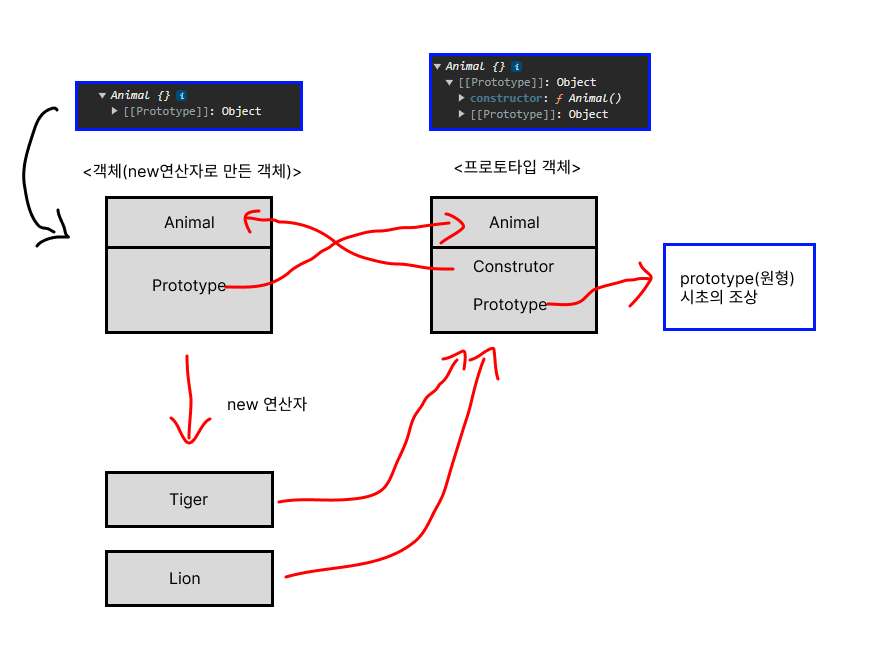 Animal {} i
[[Prototype]]: Object
Animal {} i
[[Prototype]]: Object
constructor: ƒ Animal()
[[Prototype]]: Object
<객체(new연산자로 만든 객체)>
<프로토타입 객체>
Animal
Prototype
Animal
Construtor
Prototype
prototype(원형)
시초의 조상
new 연산자
Tiger
Lion